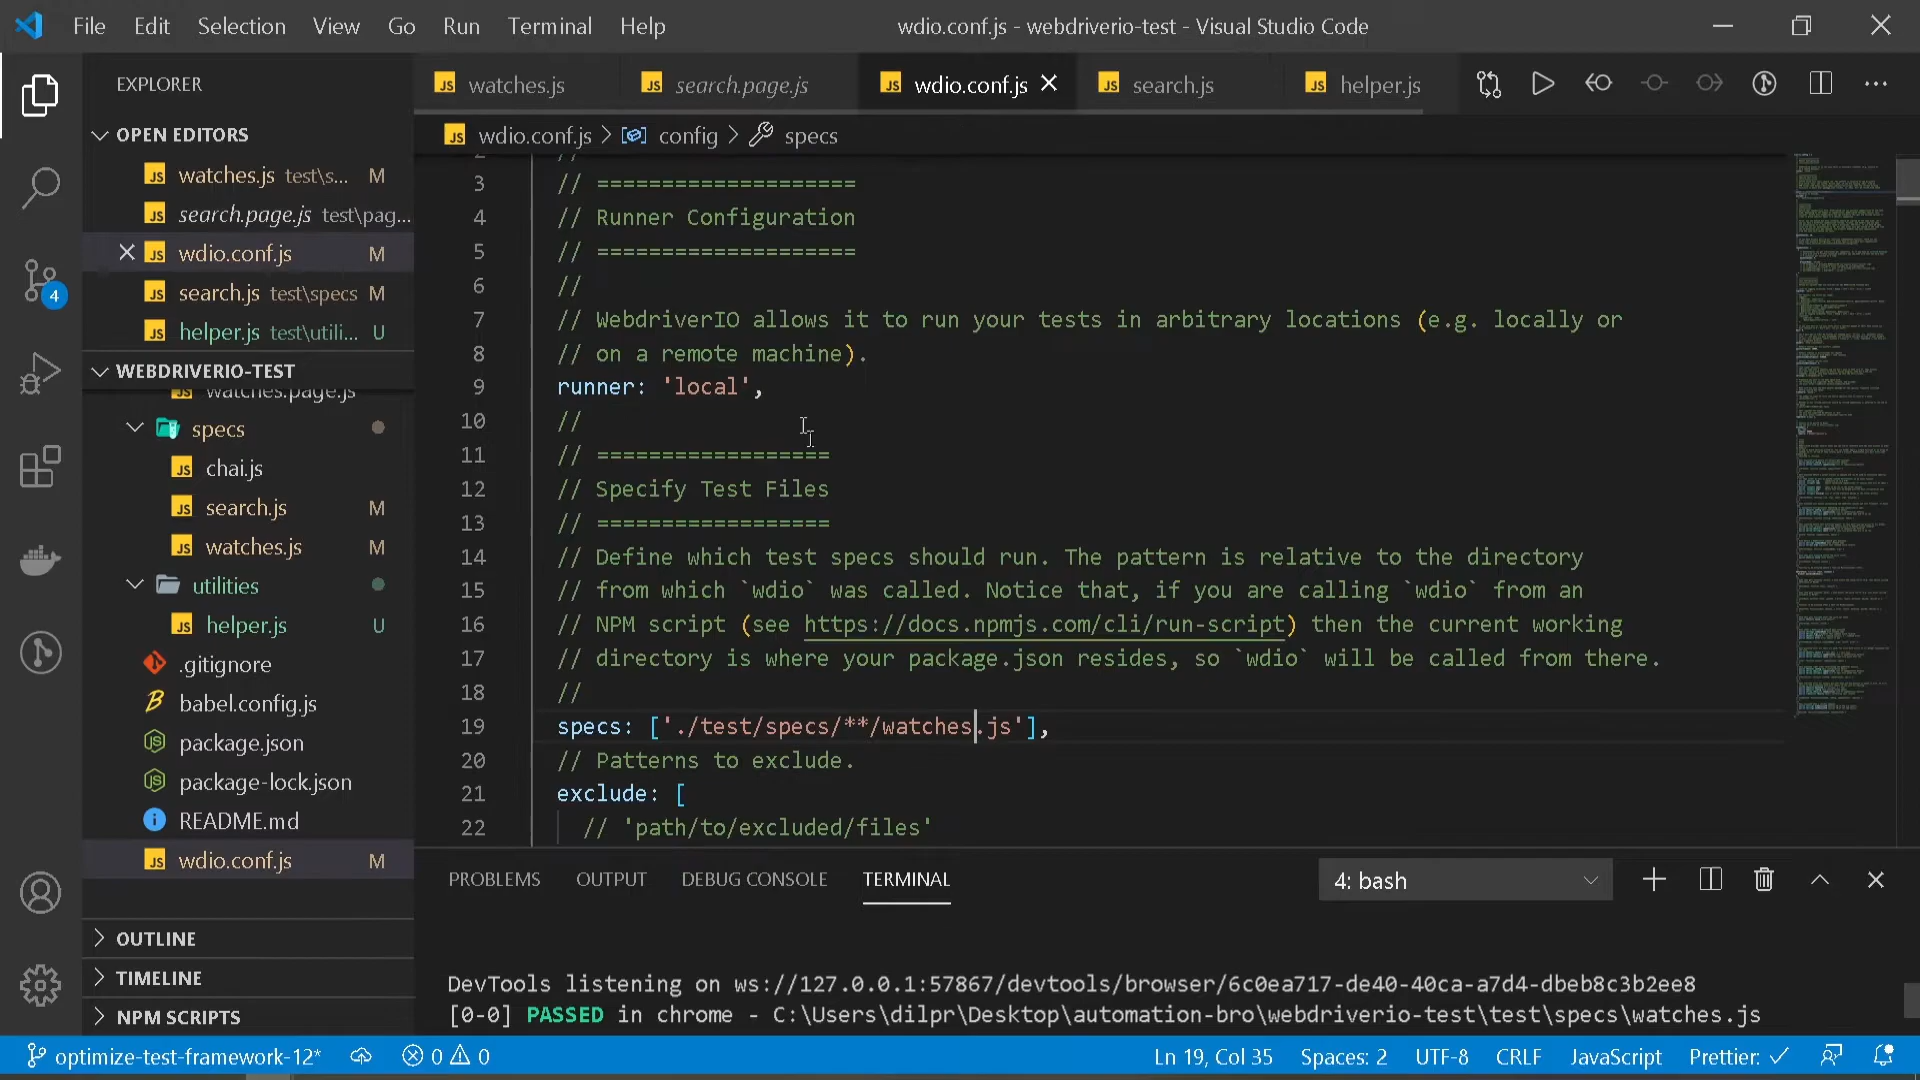 File Edit Selection View Go Run Terminal Help
wdio.conf.js - webdriverio-test - Visual Studio Code
EXPLORER
OPEN EDITORS
watches.js test\s... M
search.page.js test\pag...
wdio.conf.js M
search.js test\specs M
helper.js test\utili... U
WEBDRIVERIO-TEST
watches.page.js
specs
chai.js
search.js M
watches.js M
utilities
helper.js U
.gitignore
babel.config.js
package.json
package-lock.json
README.md
wdio.conf.js M
OUTLINE
TIMELINE
NPM SCRIPTS
4
JS watches.js JS search.page.js JS wdio.conf.js JS search.js JS helper.js
JS wdio.conf.js > config > specs
2 //
3 // ====================
4 // Runner Configuration
5 // ====================
6 //
7 // WebdriverIO allows it to run your tests in arbitrary locations (e.g. locally or
8 // on a remote machine).
9 runner: 'local',
10 //
11 // ==================
12 // Specify Test Files
13 // ==================
14 // Define which test specs should run. The pattern is relative to the directory
15 // from which `wdio` was called. Notice that, if you are calling `wdio` from an
16 // NPM script (see https://docs.npmjs.com/cli/run-script) then the current working
17 // directory is where your package.json resides, so `wdio` will be called from there.
18 //
19 specs: ['./test/specs/**/watches.js'],
20 // Patterns to exclude.
21 exclude: [
22 // 'path/to/excluded/files'
PROBLEMS OUTPUT DEBUG CONSOLE TERMINAL
4: bash
DevTools listening on ws://127.0.0.1:57867/devtools/browser/6c0ea717-de40-40ca-a7d4-dbeb8c3b2ee8
[0-0] PASSED in chrome - C:\Users\dilpr\Desktop\automation-bro\webdriverio-test\test\specs\watches.js
optimize-test-framework-12* 0 0 Ln 19, Col 35 Spaces: 2 UTF-8 CRLF JavaScript Prettier: ✓